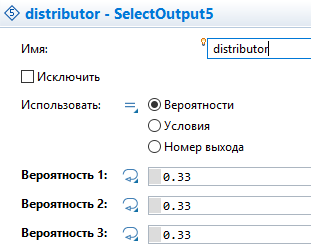 distributor - SelectOutput5
Имя: distributor
Исключить
Использовать: Вероятности
Условия
Номер выхода
Вероятность 1: 0.33
Вероятность 2: 0.33
Вероятность 3: 0.33